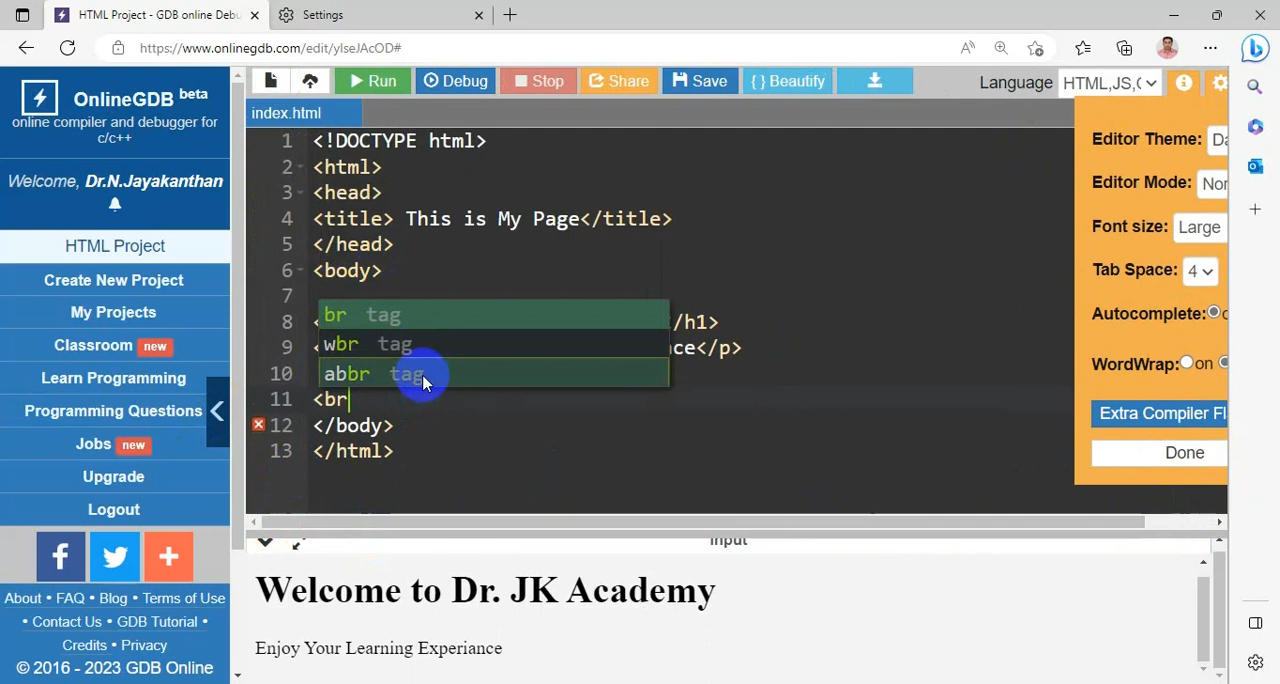 HTML Project - GDB online Debu
Settings
https://www.onlinegdb.com/edit/ylseJAcOD#
OnlineGDB beta
online compiler and debugger for
c/c++
Welcome, Dr.N.Jayakanthan
HTML Project
Create New Project
My Projects
Classroom new
Learn Programming
Programming Questions
Jobs new
Upgrade
Logout
About • FAQ • Blog • Terms of Use
• Contact Us • GDB Tutorial •
Credits • Privacy
© 2016 - 2023 GDB Online
Run Debug Stop Share Save { } Beautify Language HTML,JS,C
index.html
1 <!DOCTYPE html>
2 <html>
3 <head>
4 <title> This is My Page</title>
5 </head>
6 <body>
7
8 < /h1>
9 < ce</p>
10
11 <br
12 </body>
13 </html>
br tag
wbr tag
abbr tag
Editor Theme: Da
Editor Mode: Nor
Font size: Large
Tab Space: 4
Autocomplete: o
WordWrap: on
Extra Compiler Fl
Done
input
Welcome to Dr. JK Academy
Enjoy Your Learning Experiance